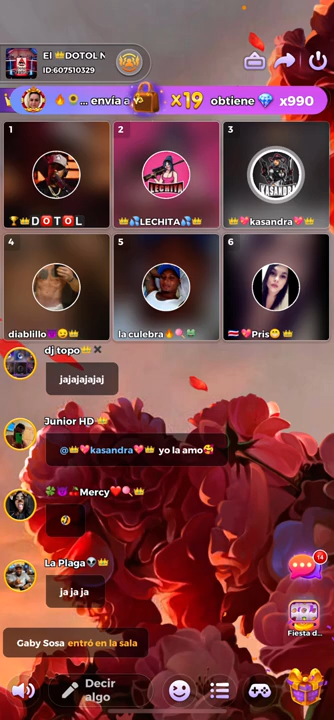 El 👑DOTOL N
ID:607510329
🔥🌻... envía a
x19 obtiene 💎 x990
1
2
3
LECHITA
KASANDRA
🏆👑🅳🅾🆃🅾🅻
👑💦LECHITA💦👑
👑💖kasandra💖👑
4
5
6
diablillo😈😉👑
la culebra🔥🍭🐸
🇨🇷💖Pris😷👑
dj topo👑✖
jajajajajaj
Junior HD 👑
@👑💖kasandra💖👑 yo la amo🥰
🍀😈🍒Mercy❤️🍭👑
🤣
La Plaga👽👑
ja ja ja
14
Fiesta d...
Gaby Sosa entró en la sala
Decir
algo